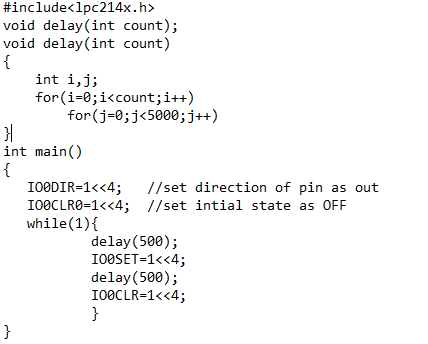 #include<lpc214x.h>
void delay(int count);
void delay(int count)
{
    int i,j;
    for(i=0;i<count;i++)
        for(j=0;j<5000;j++)
}
int main()
{
   IO0DIR=1<<4;   //set direction of pin as out
   IO0CLR0=1<<4;  //set intial state as OFF
   while(1){
           delay(500);
           IO0SET=1<<4;
           delay(500);
           IO0CLR=1<<4;
           }
}